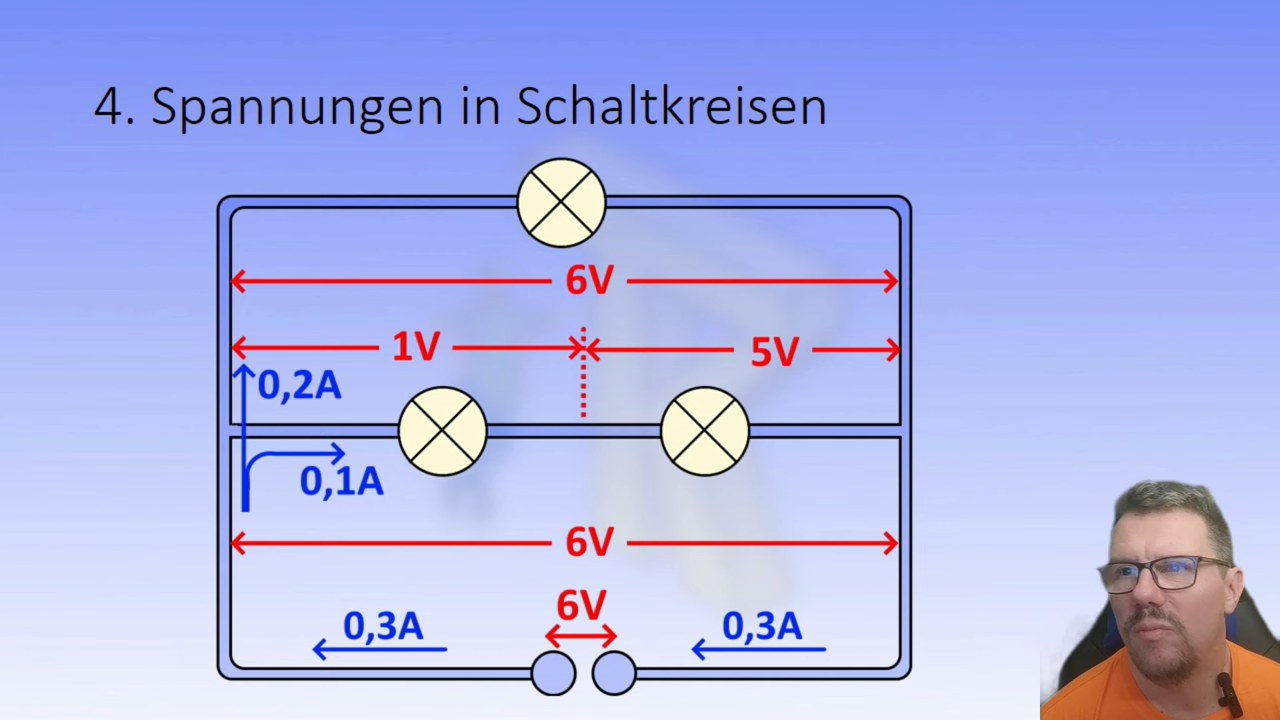 4. Spannungen in Schaltkreisen
6V
1V
5V
0,2A
0,1A
6V
6V
0,3A
0,3A